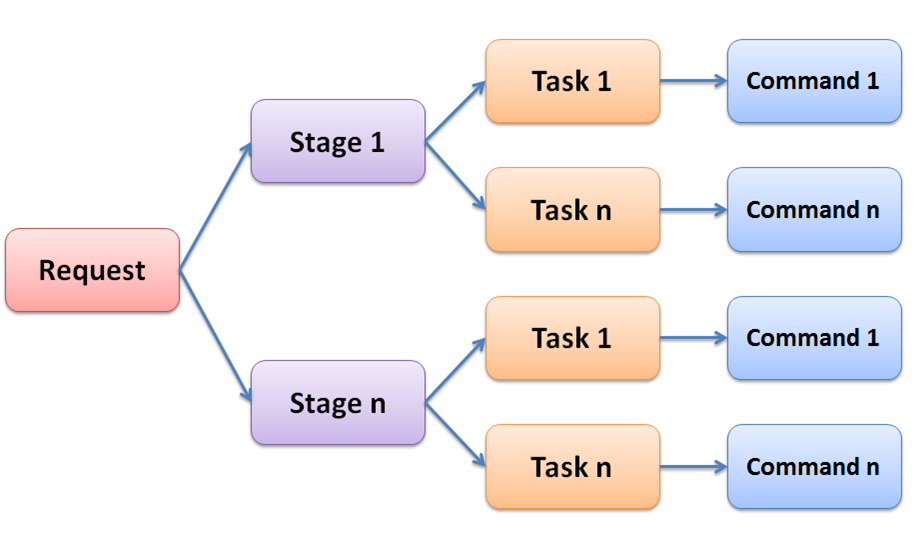 Request
Stage 1
Task 1
Command 1
Task n
Command n
Stage n
Task 1
Command 1
Task n
Command n